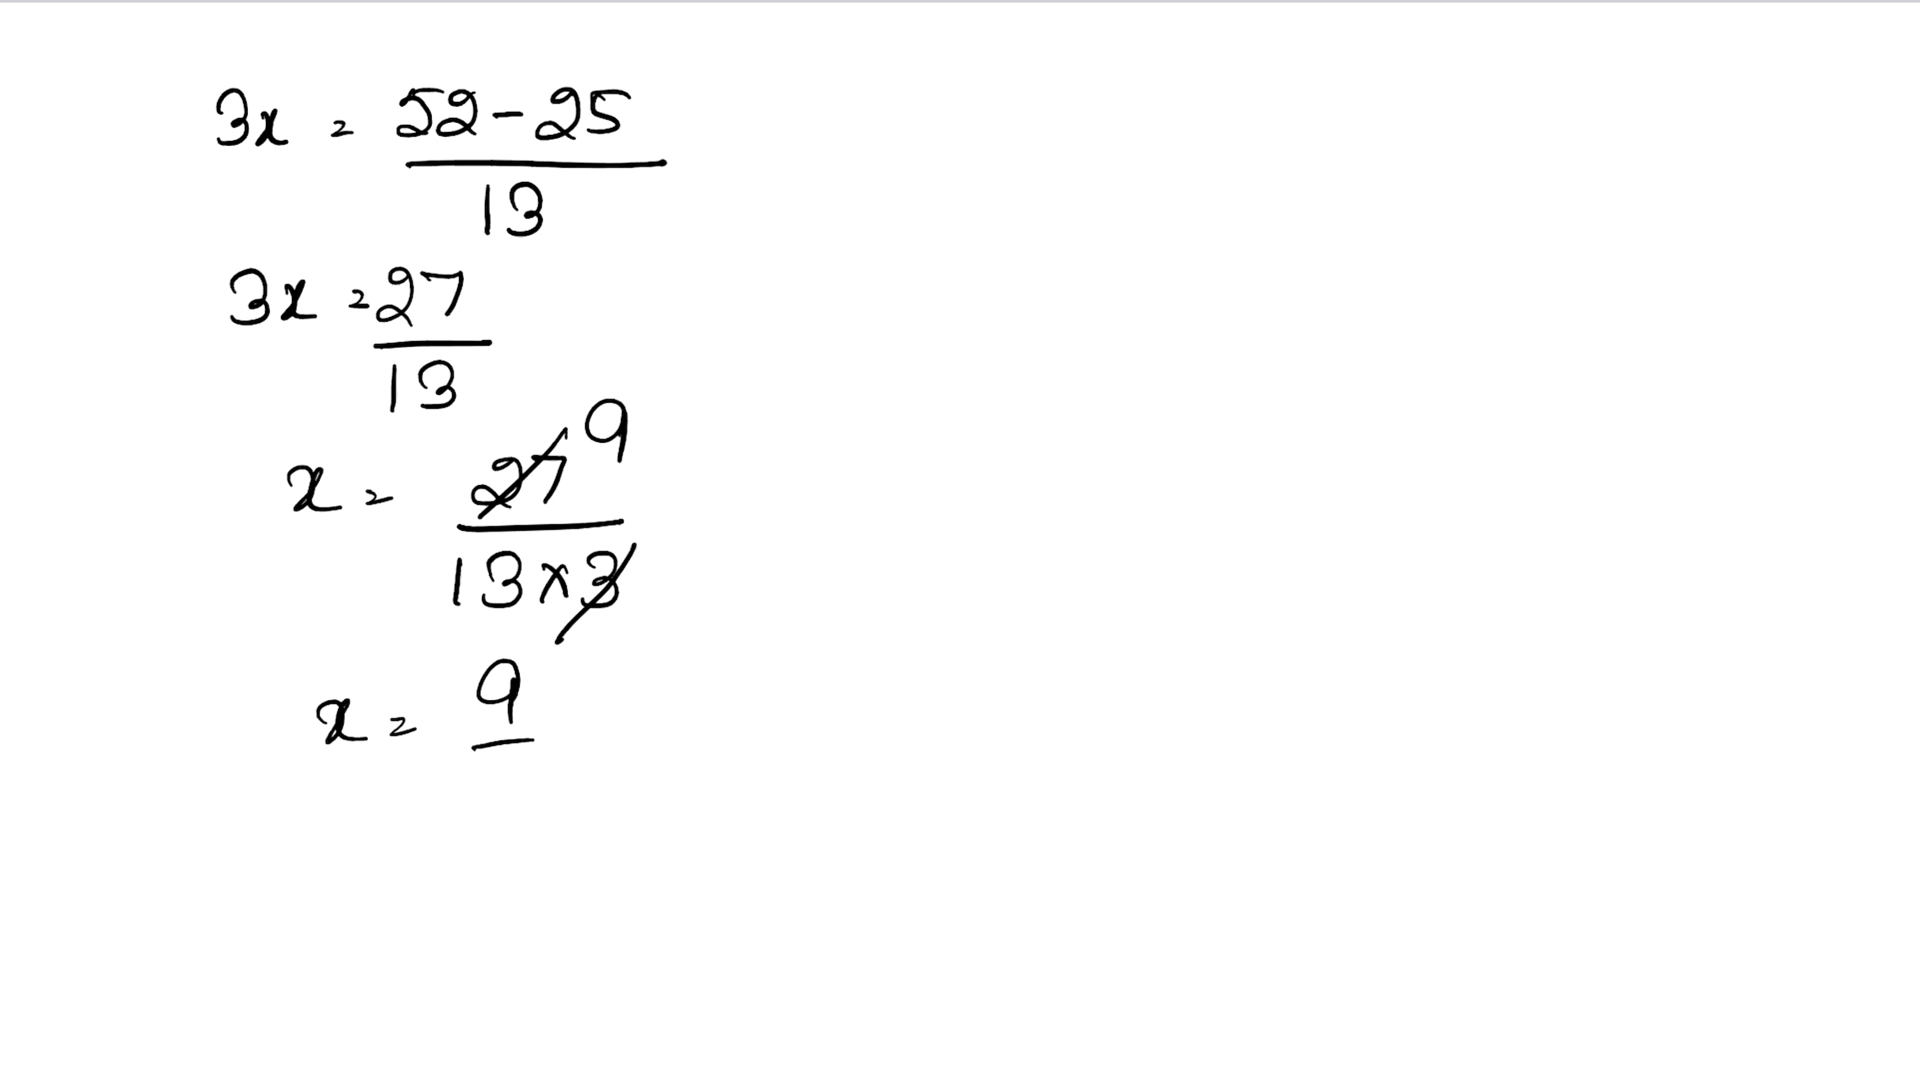 3x = 52-25
13
3x = 27
13
9
x = 27
13×3
x = 9